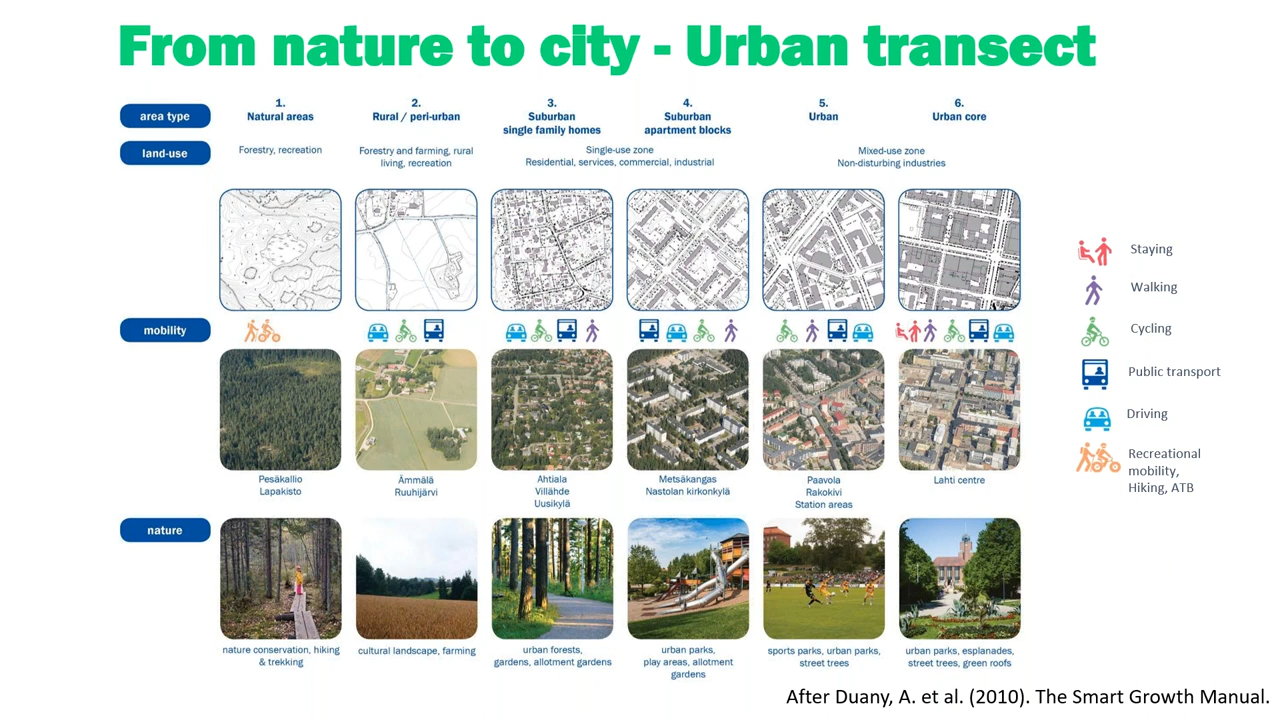 From nature to city - Urban transect
area type
1.
Natural areas
2.
Rural / peri-urban
3.
Suburban
single family homes
4.
Suburban
apartment blocks
5.
Urban
6.
Urban core
land-use
Forestry, recreation
Forestry and farming, rural
living, recreation
Single-use zone
Residential, services, commercial, industrial
Mixed-use zone
Non-disturbing industries
mobility
Staying
Walking
Cycling
Public transport
Driving
Recreational
mobility,
Hiking, ATB
Pesäkallio
Lapakisto
Ämmälä
Ruuhijärvi
Ahtiala
Villähde
Uusikylä
Metsäkangas
Nastolan kirkonkylä
Paavola
Rakokivi
Station areas
Lahti centre
nature
nature conservation, hiking
& trekking
cultural landscape, farming
urban forests,
gardens, allotment gardens
urban parks,
play areas, allotment
gardens
sports parks, urban parks,
street trees
urban parks, esplanades,
street trees, green roofs
After Duany, A. et al. (2010). The Smart Growth Manual.